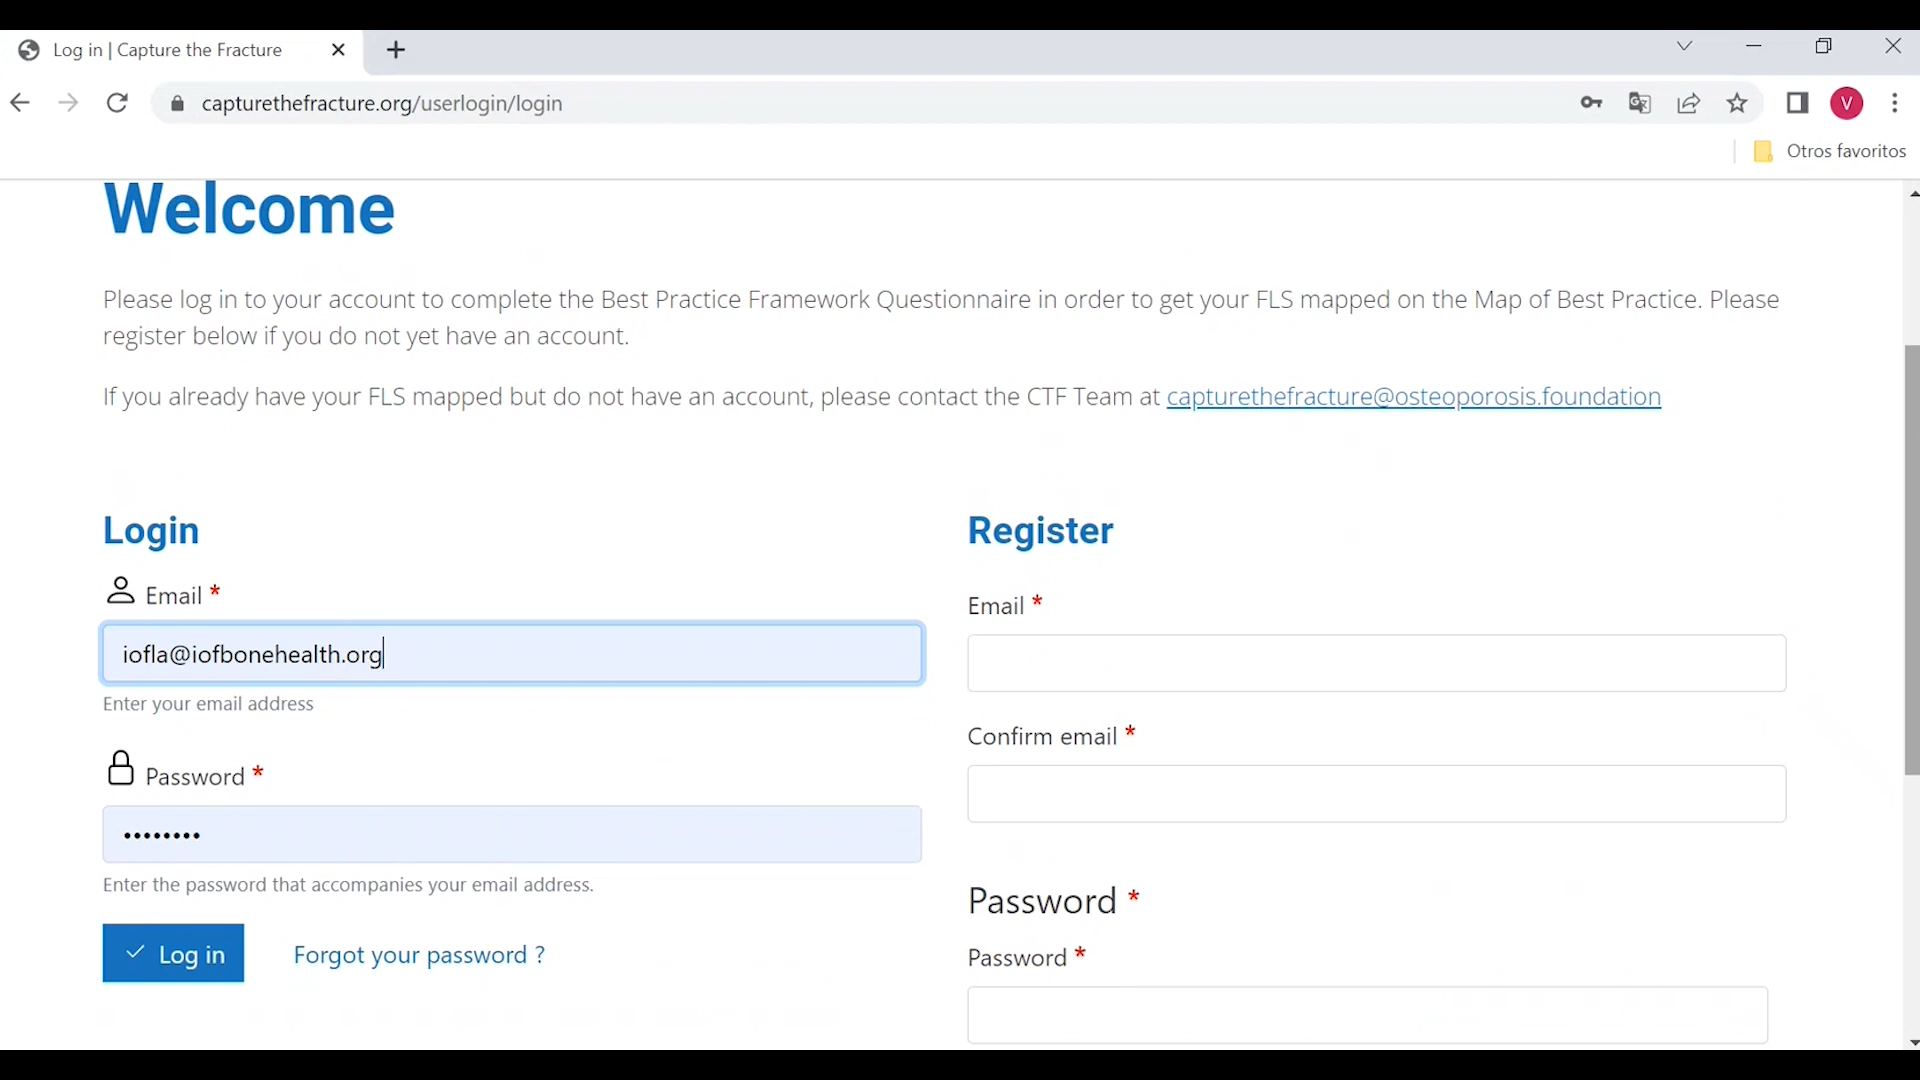 Log in | Capture the Fracture
capturethefracture.org/userlogin/login
V
Otros favoritos
Welcome
Please log in to your account to complete the Best Practice Framework Questionnaire in order to get your FLS mapped on the Map of Best Practice. Please
register below if you do not yet have an account.
If you already have your FLS mapped but do not have an account, please contact the CTF Team at capturethefracture@osteoporosis.foundation
Login
Email *
iofla@iofbonehealth.org
Enter your email address
Password *
••••••••
Enter the password that accompanies your email address.
Log in
Forgot your password ?
Register
Email *
Confirm email *
Password *
Password *